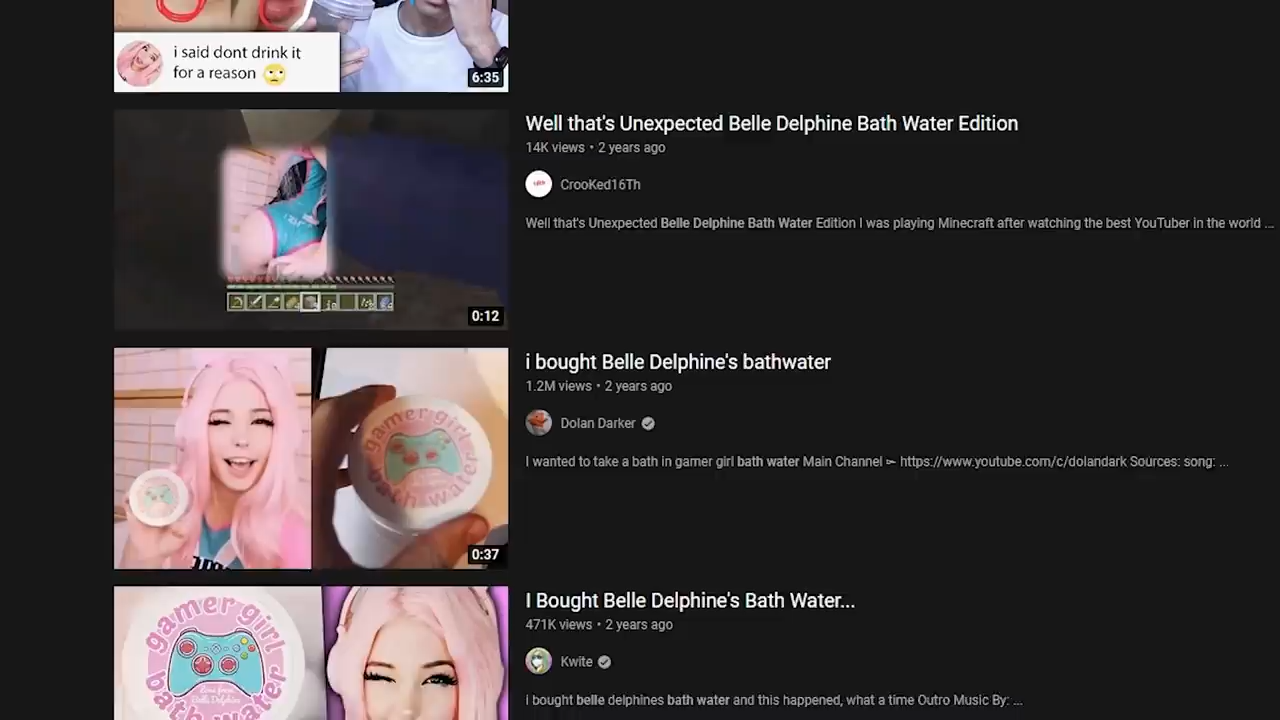 i said dont drink it
for a reason 🙄
6:35
Well that's Unexpected Belle Delphine Bath Water Edition
14K views • 2 years ago
CrooKed16Th
Well that's Unexpected Belle Delphine Bath Water Edition I was playing Minecraft after watching the best YouTuber in the world ...
0:12
i bought Belle Delphine's bathwater
1.2M views • 2 years ago
gamer girl
bath water
Dolan Darker
I wanted to take a bath in gamer girl bath water Main Channel ➛ https://www.youtube.com/c/dolandark Sources: song: ...
0:37
I Bought Belle Delphine's Bath Water...
gamer girl
bath water
471K views • 2 years ago
Kwite
i bought belle delphines bath water and this happened, what a time Outro Music By: ...
Belle Delphine